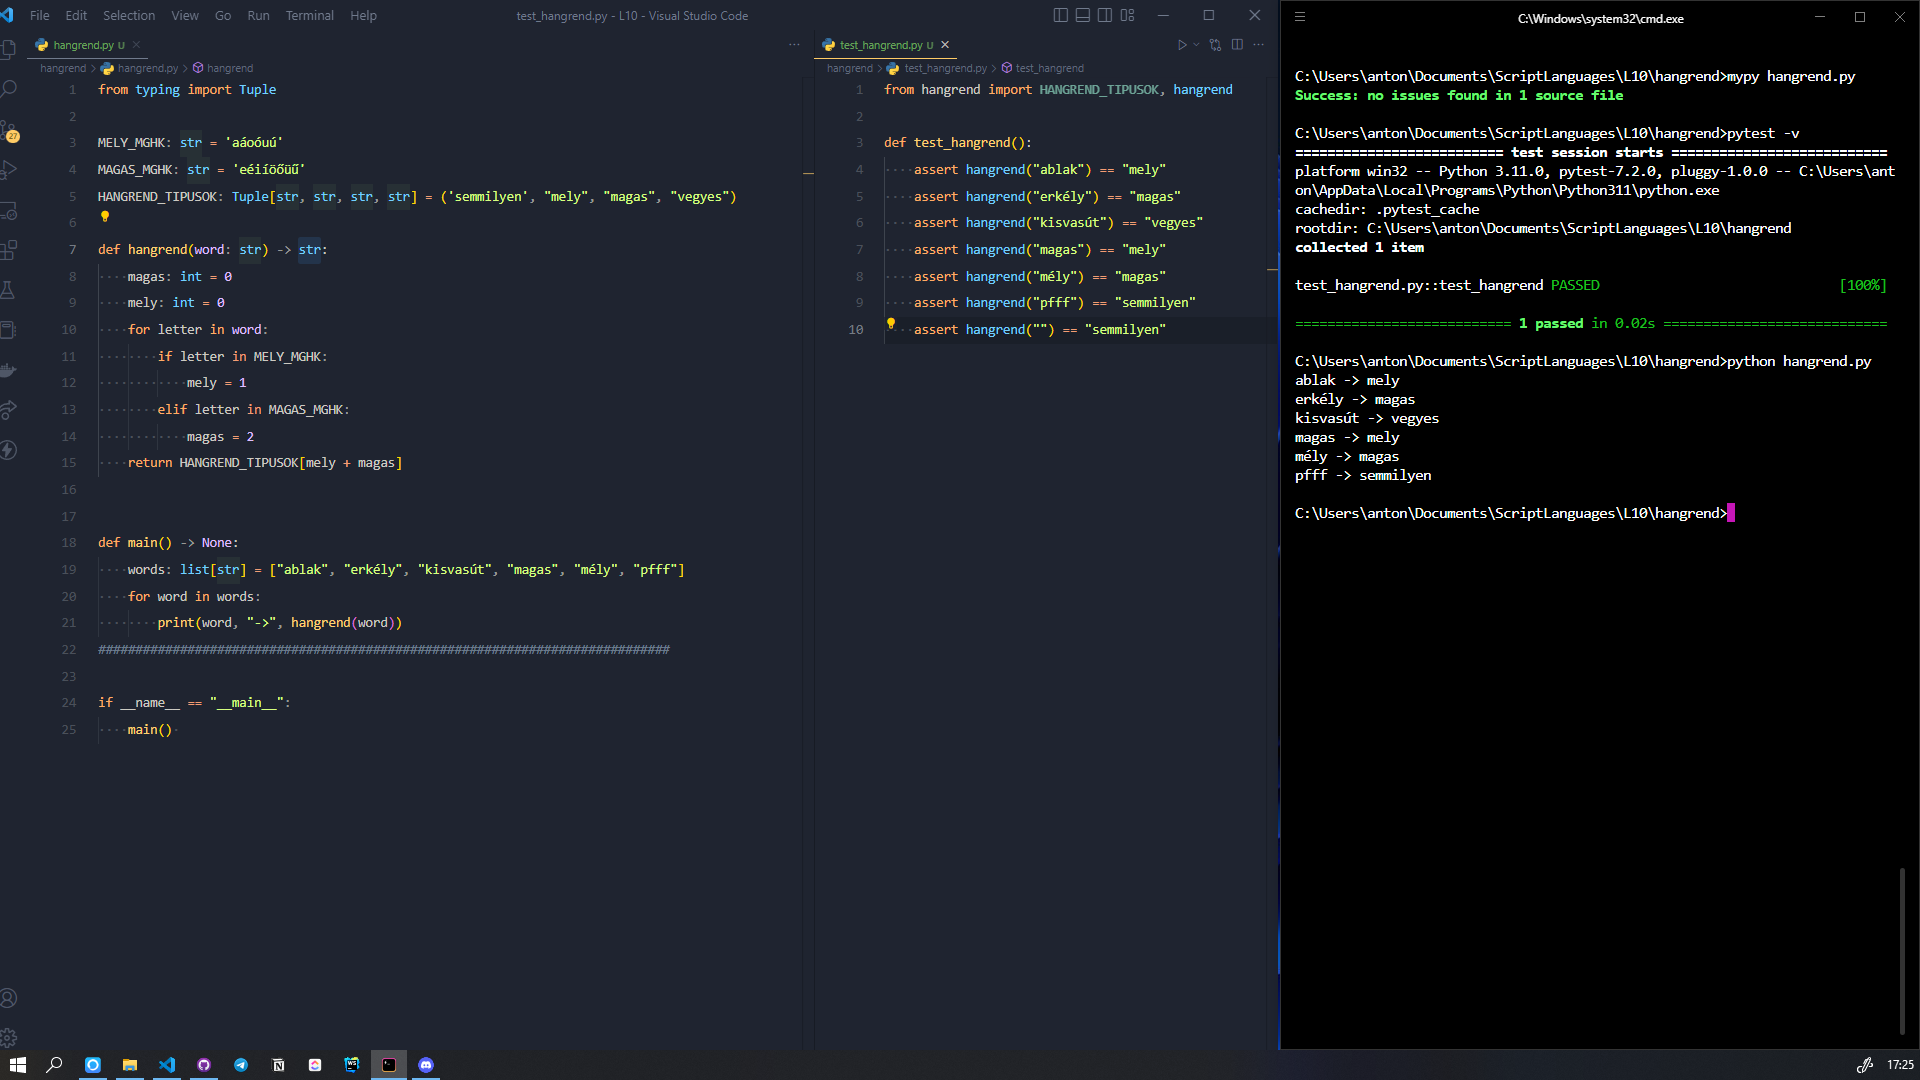 File Edit Selection View Go Run Terminal Help
test_hangrend.py - L10 - Visual Studio Code
hangrend.py U
hangrend > hangrend.py > hangrend
1 from typing import Tuple
2
3 MELY_MGHK: str = 'aáoóuú'
4 MAGAS_MGHK: str = 'eéiíöőüű'
5 HANGREND_TIPUSOK: Tuple[str, str, str, str] = ('semmilyen', "mely", "magas", "vegyes")
6
7 def hangrend(word: str) -> str:
8     magas: int = 0
9     mely: int = 0
10     for letter in word:
11         if letter in MELY_MGHK:
12             mely = 1
13         elif letter in MAGAS_MGHK:
14             magas = 2
15     return HANGREND_TIPUSOK[mely + magas]
16
17
18 def main() -> None:
19     words: list[str] = ["ablak", "erkély", "kisvasút", "magas", "mély", "pfff"]
20     for word in words:
21         print(word, "->", hangrend(word))
22 #############################################################################
23
24 if __name__ == "__main__":
25     main()
27
test_hangrend.py U
hangrend > test_hangrend.py > test_hangrend
1 from hangrend import HANGREND_TIPUSOK, hangrend
2
3 def test_hangrend():
4     assert hangrend("ablak") == "mely"
5     assert hangrend("erkély") == "magas"
6     assert hangrend("kisvasút") == "vegyes"
7     assert hangrend("magas") == "mely"
8     assert hangrend("mély") == "magas"
9     assert hangrend("pfff") == "semmilyen"
10     assert hangrend("") == "semmilyen"
C:\Windows\system32\cmd.exe
C:\Users\anton\Documents\ScriptLanguages\L10\hangrend>mypy hangrend.py
Success: no issues found in 1 source file
C:\Users\anton\Documents\ScriptLanguages\L10\hangrend>pytest -v
========================== test session starts ===========================
platform win32 -- Python 3.11.0, pytest-7.2.0, pluggy-1.0.0 -- C:\Users\ant
on\AppData\Local\Programs\Python\Python311\python.exe
cachedir: .pytest_cache
rootdir: C:\Users\anton\Documents\ScriptLanguages\L10\hangrend
collected 1 item
test_hangrend.py::test_hangrend PASSED [100%]
=========================== 1 passed in 0.02s ============================
C:\Users\anton\Documents\ScriptLanguages\L10\hangrend>python hangrend.py
ablak -> mely
erkély -> magas
kisvasút -> vegyes
magas -> mely
mély -> magas
pfff -> semmilyen
C:\Users\anton\Documents\ScriptLanguages\L10\hangrend>
17:25